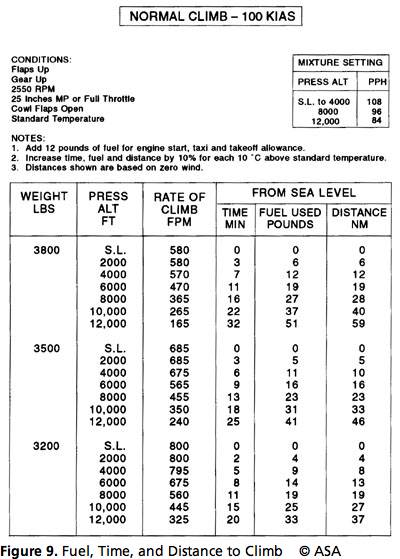 NORMAL CLIMB – 100 KIAS
CONDITIONS:
Flaps Up
Gear Up
2550 RPM
25 Inches MP or Full Throttle
Cowl Flaps Open
Standard Temperature
MIXTURE SETTING
PRESS ALT PPH
S.L. to 4000 108
8000 96
12,000 84
NOTES:
1. Add 12 pounds of fuel for engine start, taxi and takeoff allowance.
2. Increase time, fuel and distance by 10% for each 10 °C above standard temperature.
3. Distances shown are based on zero wind.
WEIGHT LBS PRESS ALT FT RATE OF CLIMB FPM FROM SEA LEVEL
TIME MIN FUEL USED POUNDS DISTANCE NM
3800 S.L. 580 0 0 0
2000 580 3 6 6
4000 570 7 12 12
6000 470 11 19 19
8000 365 16 27 28
10,000 265 22 37 40
12,000 165 32 51 59
3500 S.L. 685 0 0 0
2000 685 3 5 5
4000 675 6 11 10
6000 565 9 16 16
8000 455 13 23 23
10,000 350 18 31 33
12,000 240 25 41 46
3200 S.L. 800 0 0 0
2000 800 2 4 4
4000 795 5 9 8
6000 675 8 14 13
8000 560 11 19 19
10,000 445 15 25 27
12,000 325 20 33 37
Figure 9. Fuel, Time, and Distance to Climb © ASA